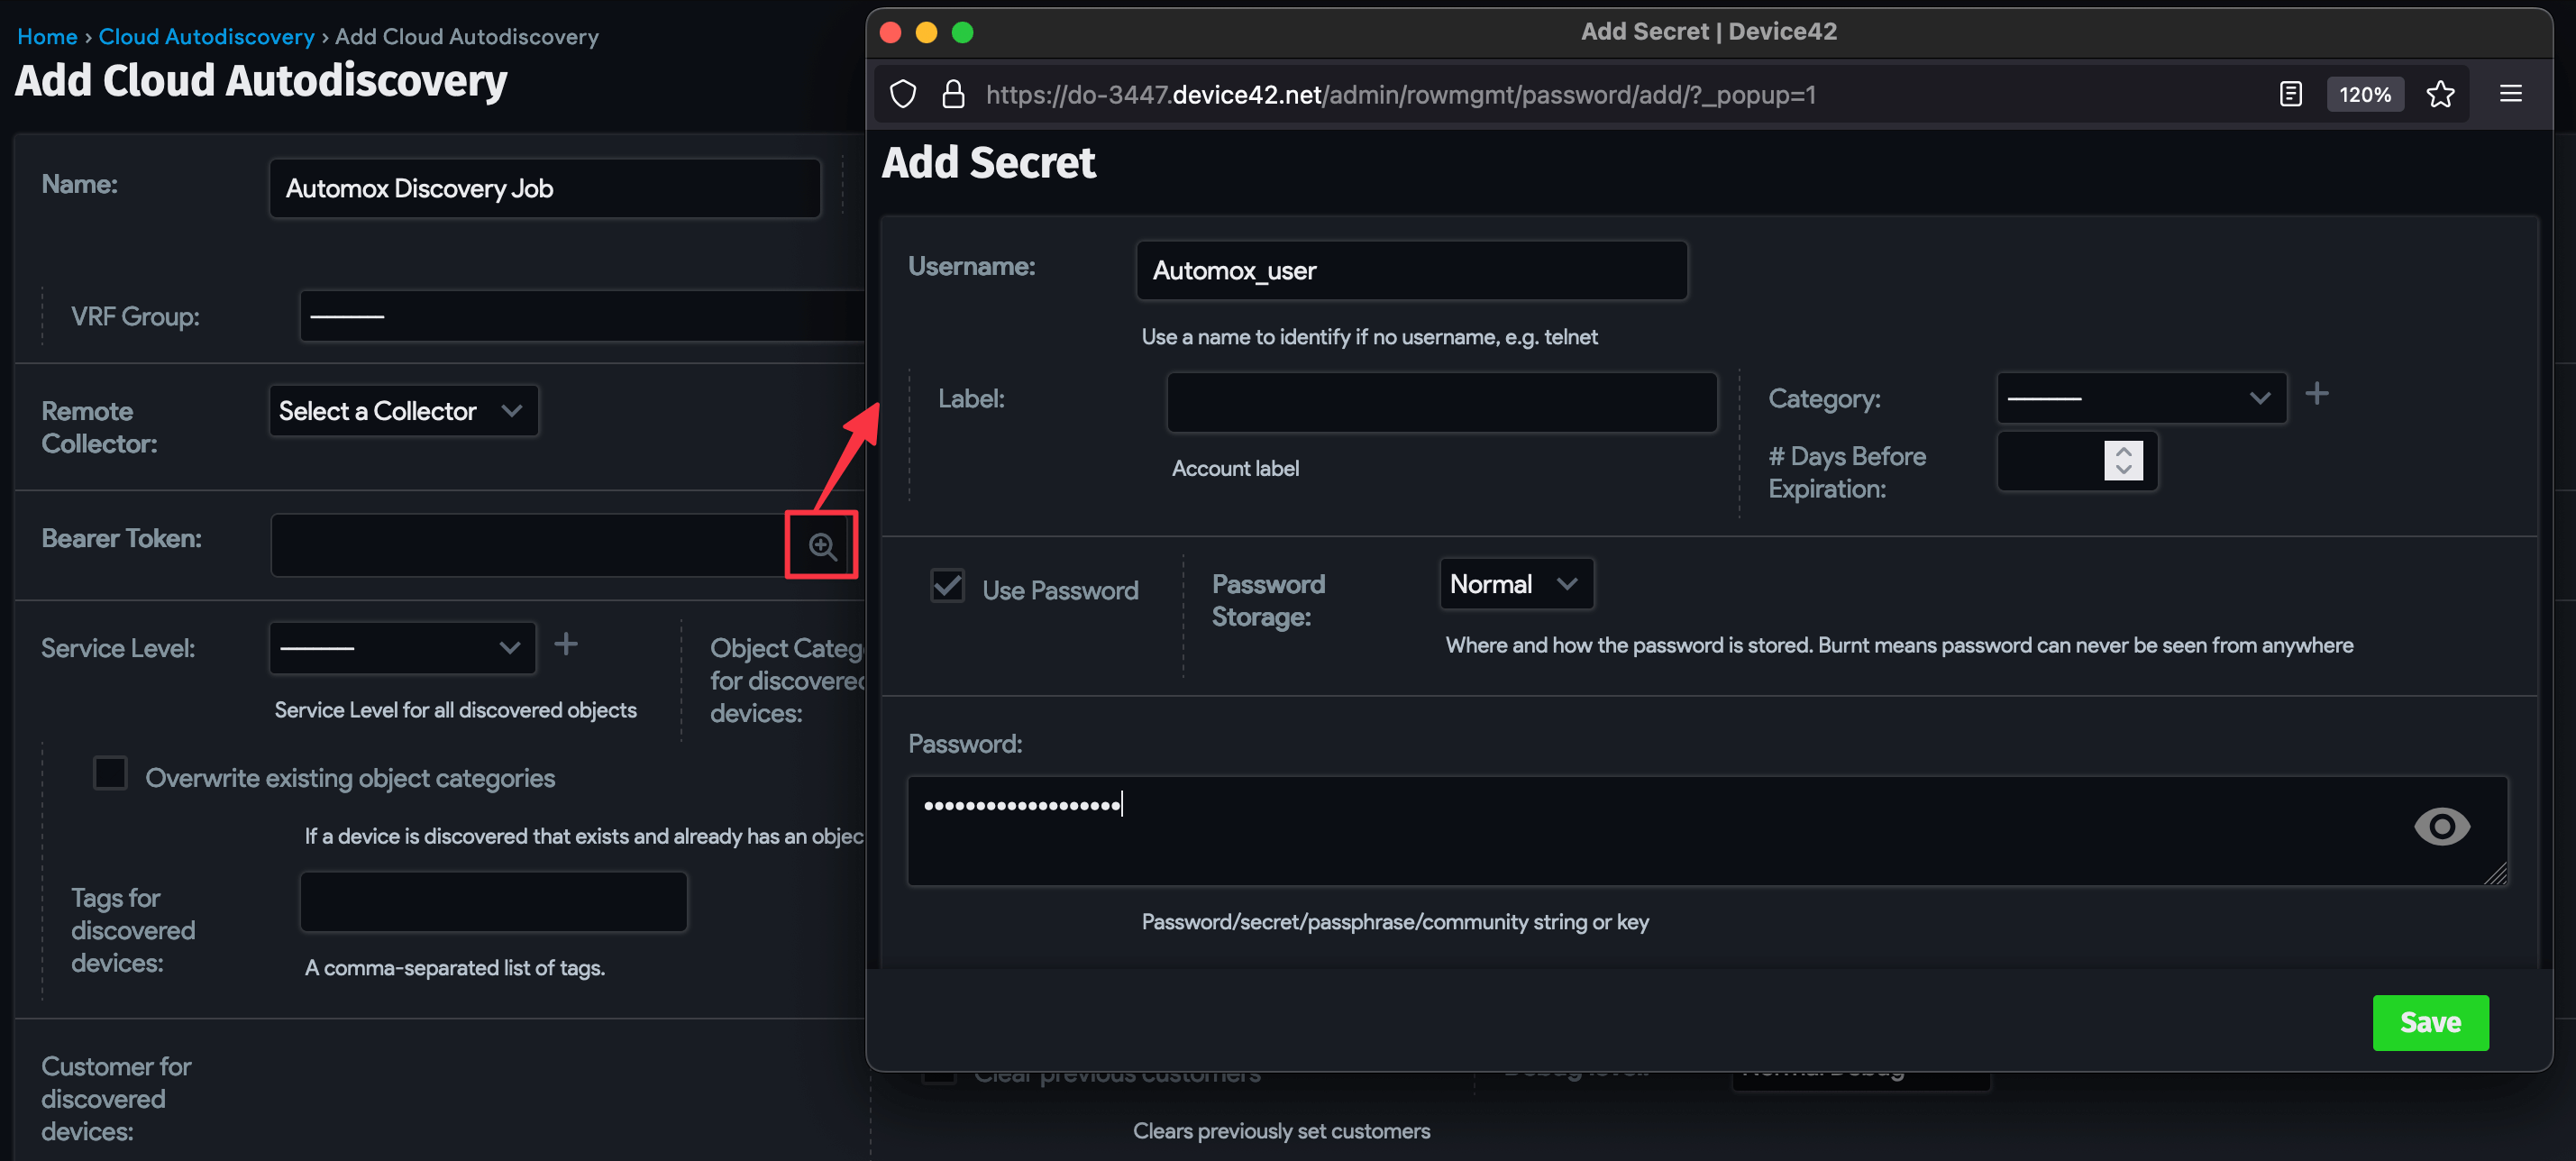 Home › Cloud Autodiscovery › Add Cloud Autodiscovery
Add Cloud Autodiscovery
Name:
Automox Discovery Job
VRF Group:
Remote
Collector:
Select a Collector
Bearer Token:
Service Level:
Service Level for all discovered objects
Object Categ
for discovered
devices:
Overwrite existing object categories
If a device is discovered that exists and already has an objec
Tags for
discovered
devices:
A comma-separated list of tags.
Customer for
discovered
devices:
Add Secret | Device42
https://do-3447.device42.net/admin/rowmgmt/password/add/?_popup=1
120%
Add Secret
Username:
Automox_user
Use a name to identify if no username, e.g. telnet
Label:
Account label
Category:
# Days Before
Expiration:
Use Password
Password
Storage:
Normal
Where and how the password is stored. Burnt means password can never be seen from anywhere
Password:
Password/secret/passphrase/community string or key
Save
Clear previous customers
Normal Debug
Clears previously set customers